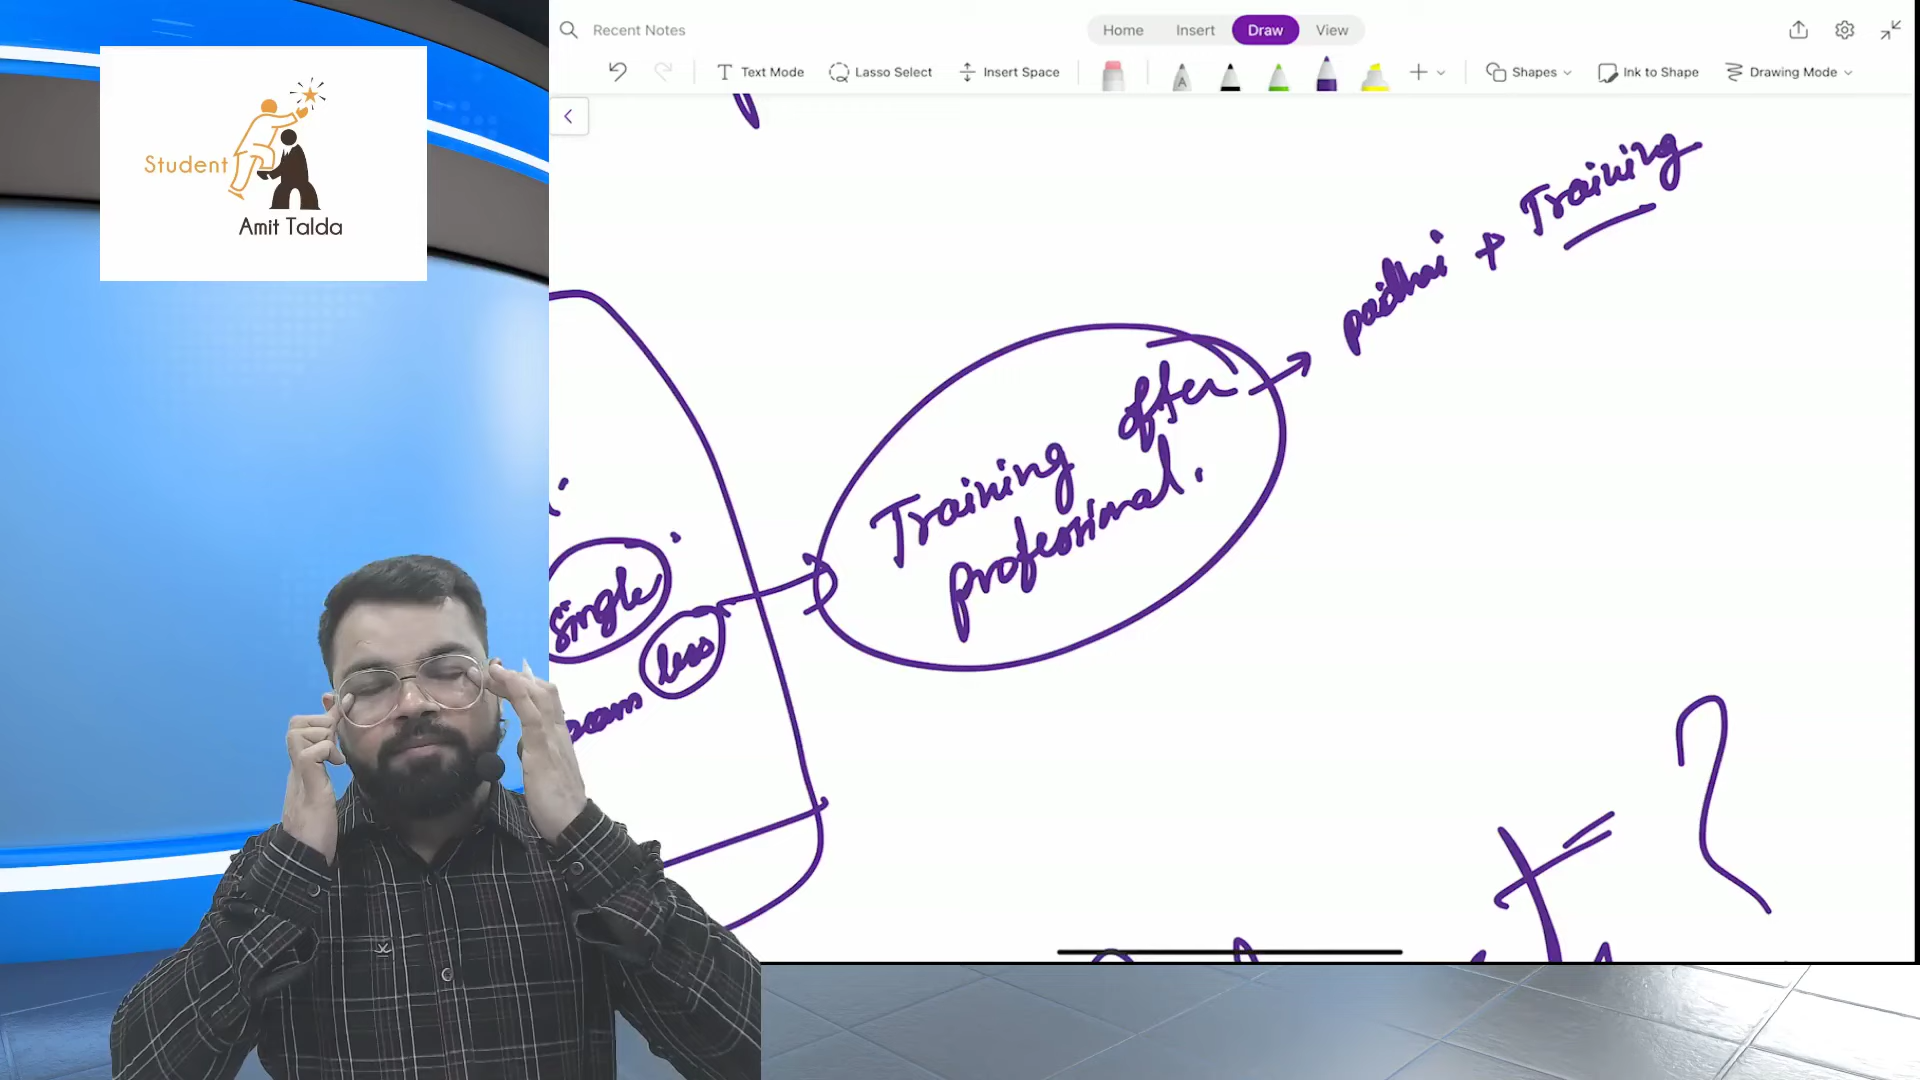 Recent Notes
Home
Insert
Draw
View
Text Mode
Lasso Select
Insert Space
A
Shapes
Ink to Shape
Drawing Mode
Student
Amit Talda
padhai + Training
Training after
professional.
single
less